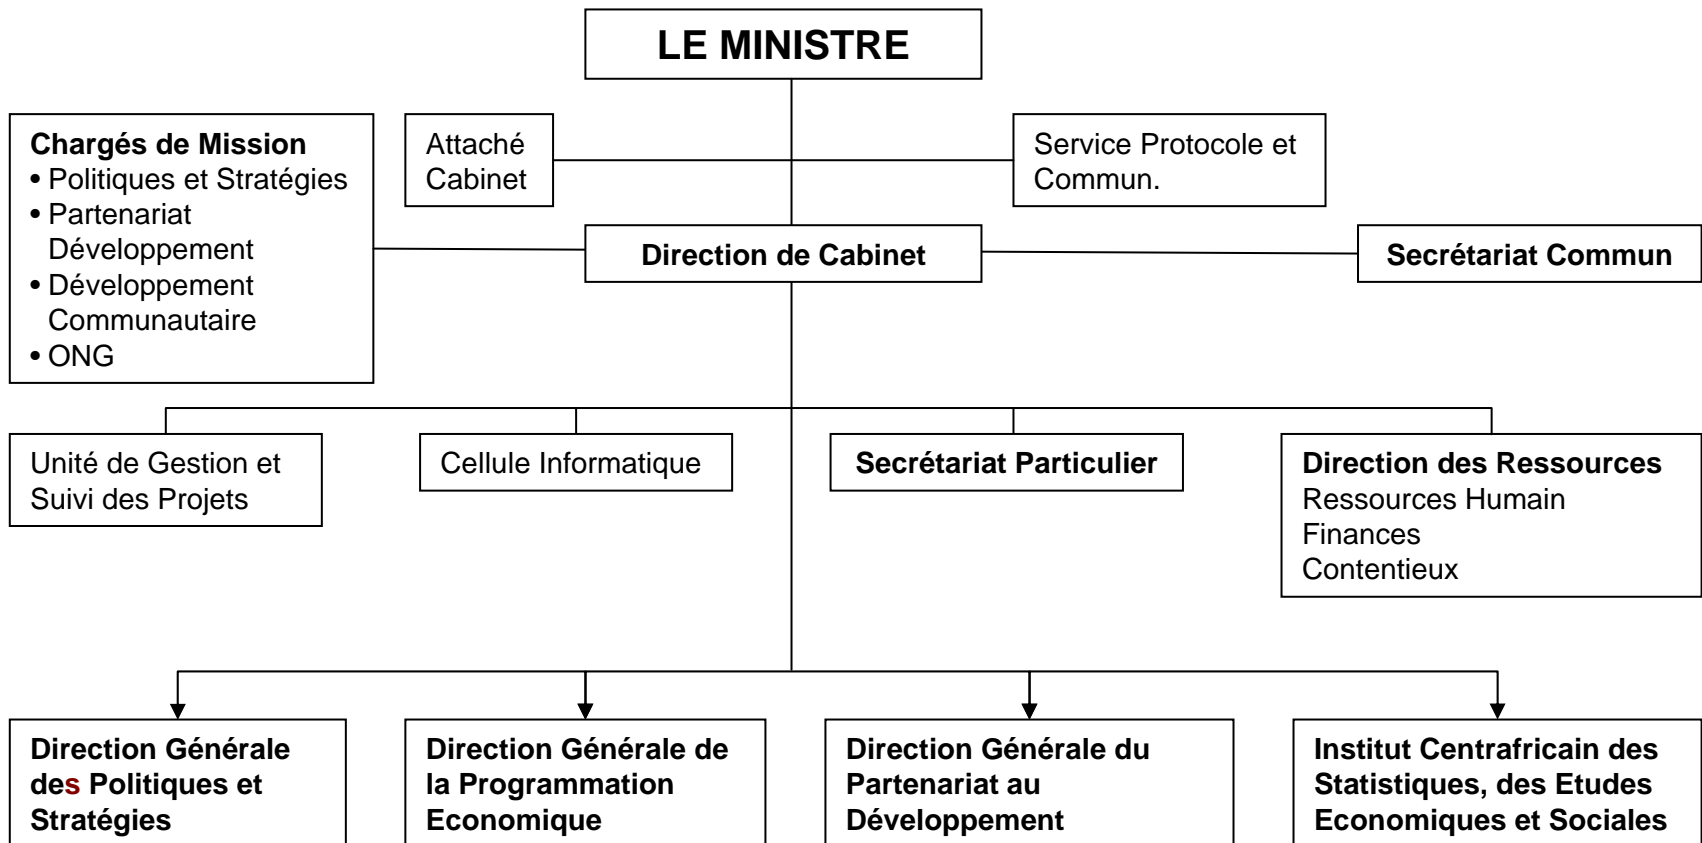 LE MINISTRE
Chargés de Mission
• Politiques et Stratégies
• Partenariat
Développement
• Développement
Communautaire
• ONG
Attaché
Cabinet
Service Protocole et
Commun.
Direction de Cabinet
Secrétariat Commun
Unité de Gestion et
Suivi des Projets
Cellule Informatique
Secrétariat Particulier
Direction des Ressources
Ressources Humain
Finances
Contentieux
Direction Générale
des Politiques et
Stratégies
Direction Générale de
la Programmation
Economique
Direction Générale du
Partenariat au
Développement
Institut Centrafricain des
Statistiques, des Etudes
Economiques et Sociales